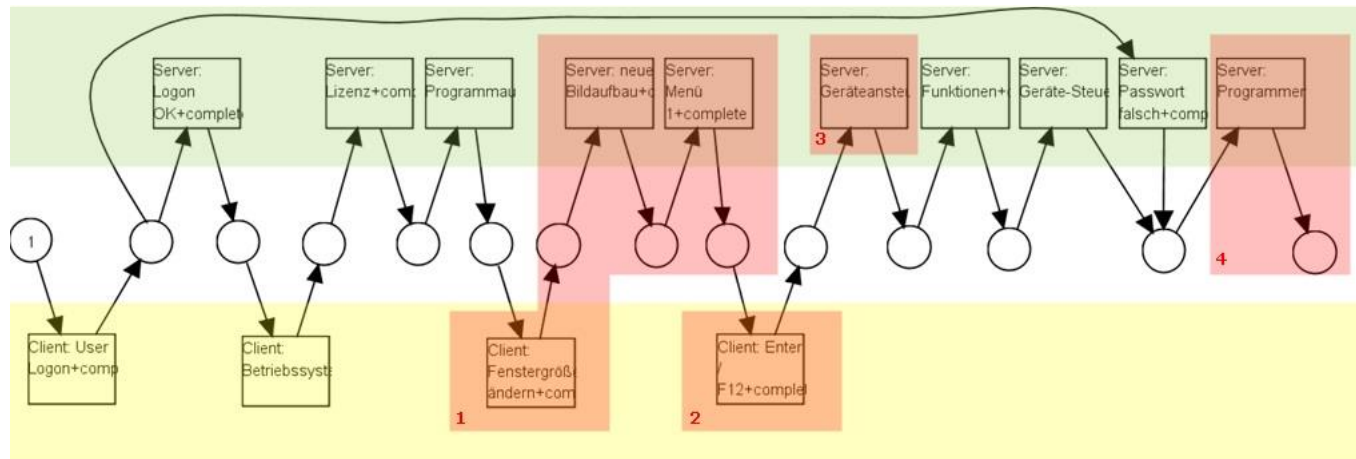 Server:
Logon
OK+complet
Server:
Lizenz+com
Server:
Programmau
Server: neue
Bildaufbau+c
Server:
Menü
1+complete
Server:
Geräteansteu
Server:
Funktionen+c
Server:
Geräte-Steue
Server:
Passwort
falsch+comp
Server:
Programmer
3
1
4
Client: User
Logon+comp
Client:
Betriebssyst
Client:
Fenstergröß
ändern+com
Client: Enter
/
F12+complet
1
2